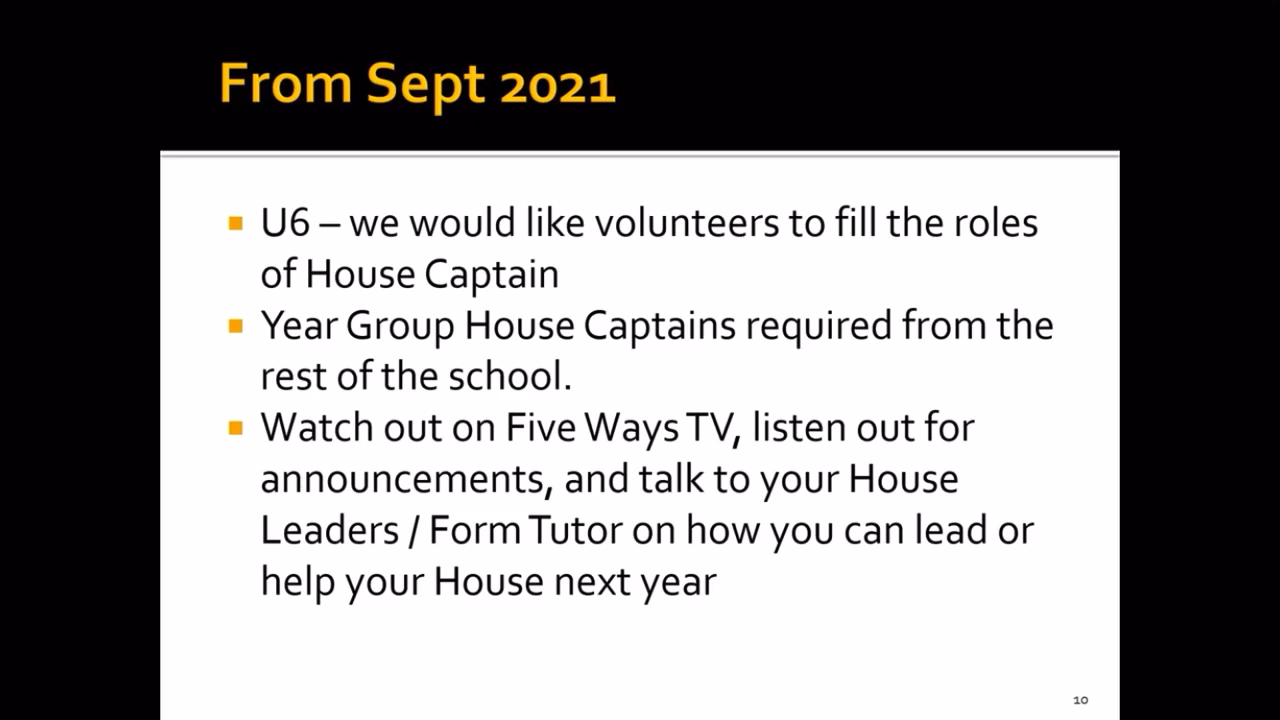 From Sept 2021
▪ U6 – we would like volunteers to fill the roles
of House Captain
▪ Year Group House Captains required from the
rest of the school.
▪ Watch out on Five Ways TV, listen out for
announcements, and talk to your House
Leaders / Form Tutor on how you can lead or
help your House next year
10